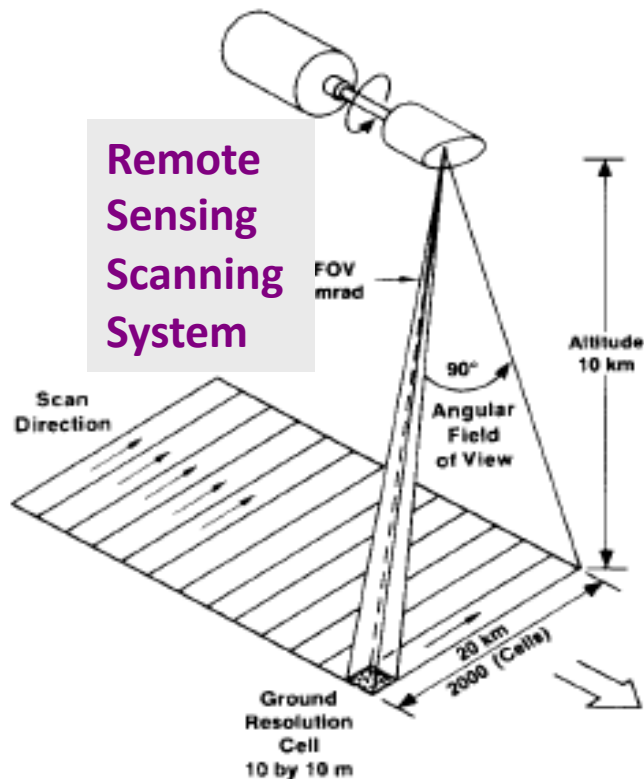 Remote
Sensing
Scanning
System
FOV
mrad
Altitude
10 km
90°
Angular
Field
of View
Scan
Direction
20 km
2000 (Cells)
Ground
Resolution
Cell
10 by 10 m